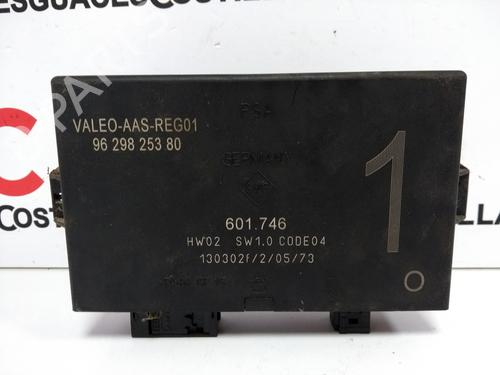 VALEO-AAS-REG01
96 298 253 80
PSA
GERMANY
1
601.746
HW02 SW1.0 CODE04
130302f/2/05/73
O